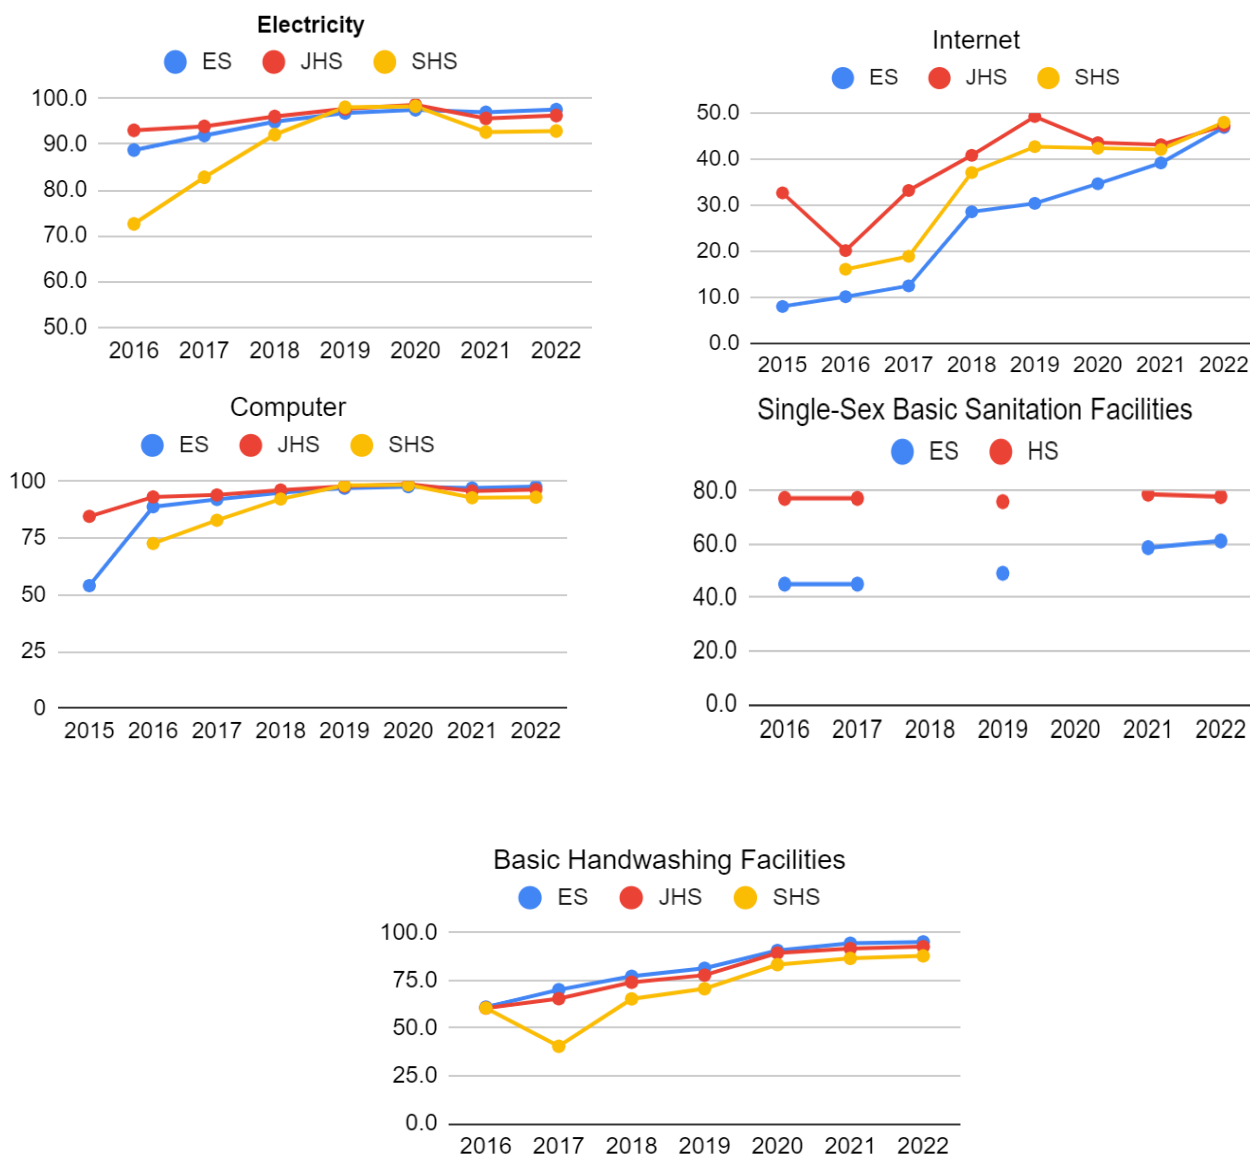 Electricity
ES JHS SHS
100.0
90.0
80.0
70.0
60.0
50.0
2016 2017 2018 2019 2020 2021 2022
Internet
ES JHS SHS
50.0
40.0
30.0
20.0
10.0
0.0
2015 2016 2017 2018 2019 2020 2021 2022
Computer
ES JHS SHS
100
75
50
25
0
2015 2016 2017 2018 2019 2020 2021 2022
Single-Sex Basic Sanitation Facilities
ES HS
80.0
60.0
40.0
20.0
0.0
2016 2017 2018 2019 2020 2021 2022
Basic Handwashing Facilities
ES JHS SHS
100.0
75.0
50.0
25.0
0.0
2016 2017 2018 2019 2020 2021 2022